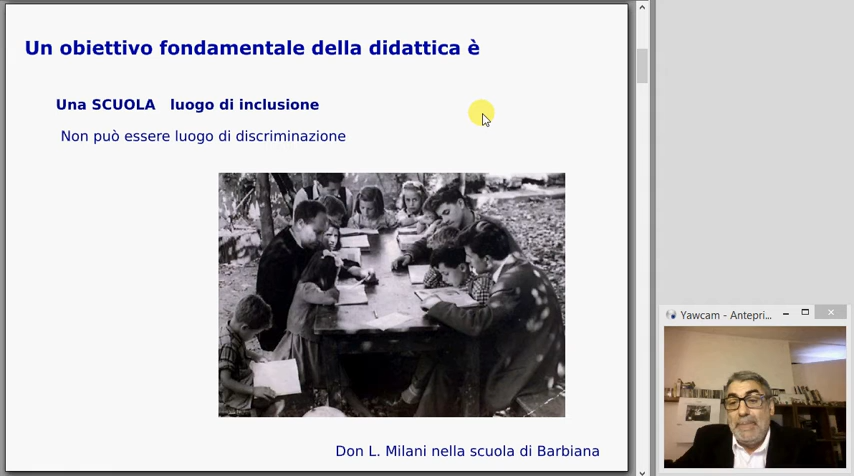 Un obiettivo fondamentale della didattica è
Una SCUOLA luogo di inclusione
Non può essere luogo di discriminazione
Don L. Milani nella scuola di Barbiana
Yawcam - Antepri...